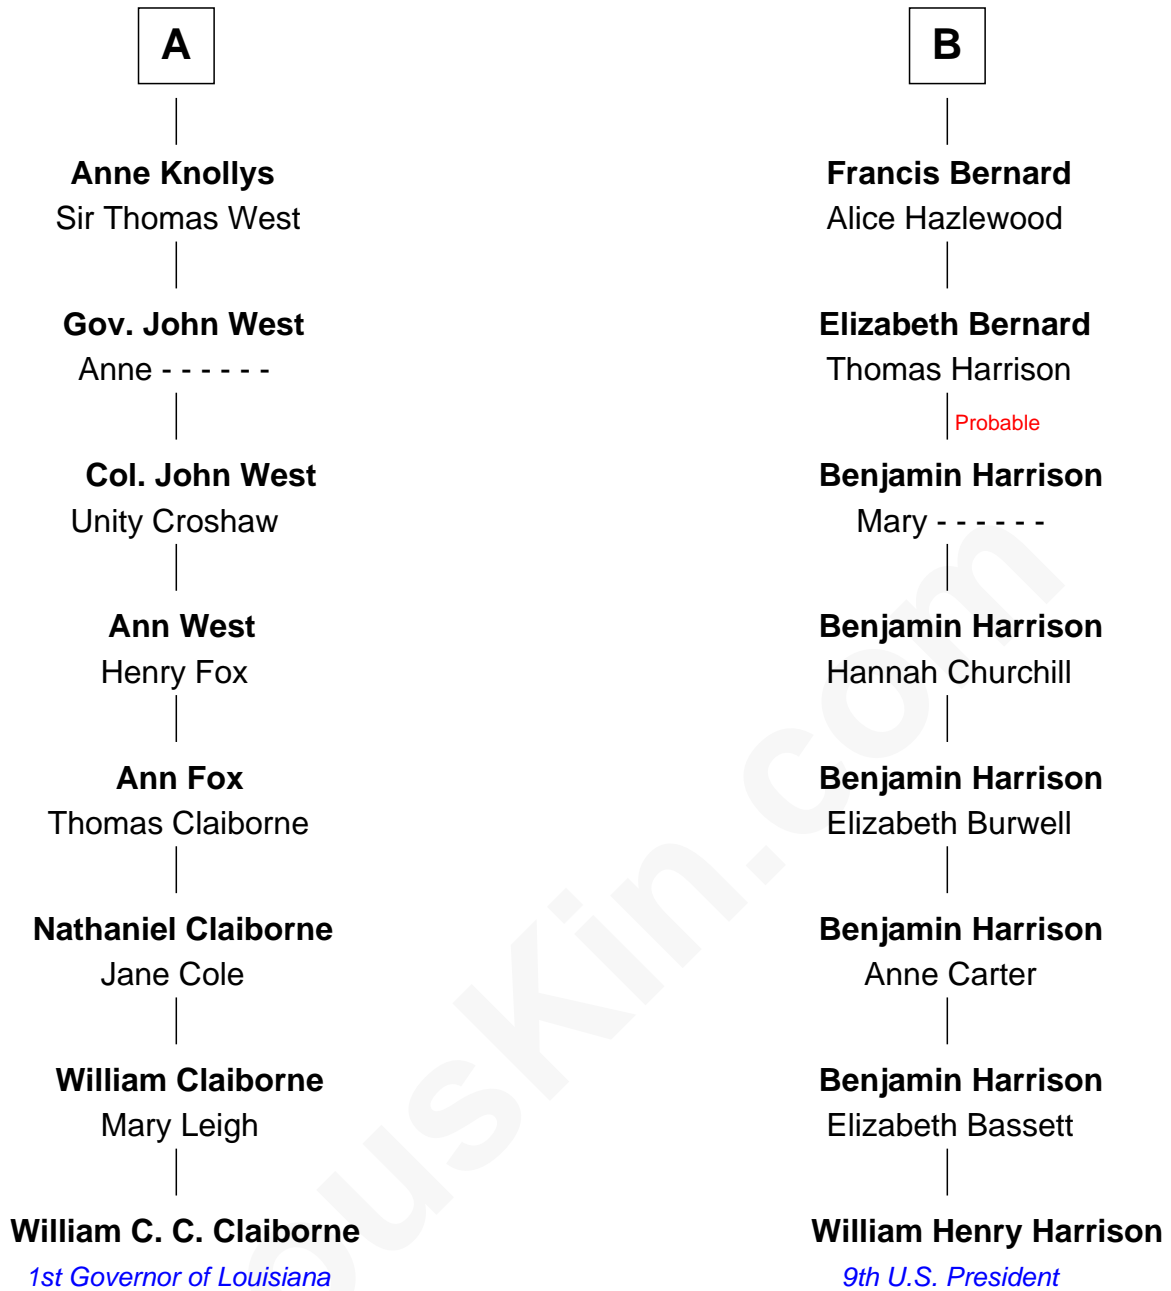 A
Anne Knollys
Sir Thomas West
Gov. John West
Anne - - - - - -
Col. John West
Unity Croshaw
Ann West
Henry Fox
Ann Fox
Thomas Claiborne
Nathaniel Claiborne
Jane Cole
William Claiborne
Mary Leigh
William C. C. Claiborne
1st Governor of Louisiana
B
Francis Bernard
Alice Hazlewood
Elizabeth Bernard
Thomas Harrison
Probable
Benjamin Harrison
Mary - - - - - -
Benjamin Harrison
Hannah Churchill
Benjamin Harrison
Elizabeth Burwell
Benjamin Harrison
Anne Carter
Benjamin Harrison
Elizabeth Bassett
William Henry Harrison
9th U.S. President
ouskin.com